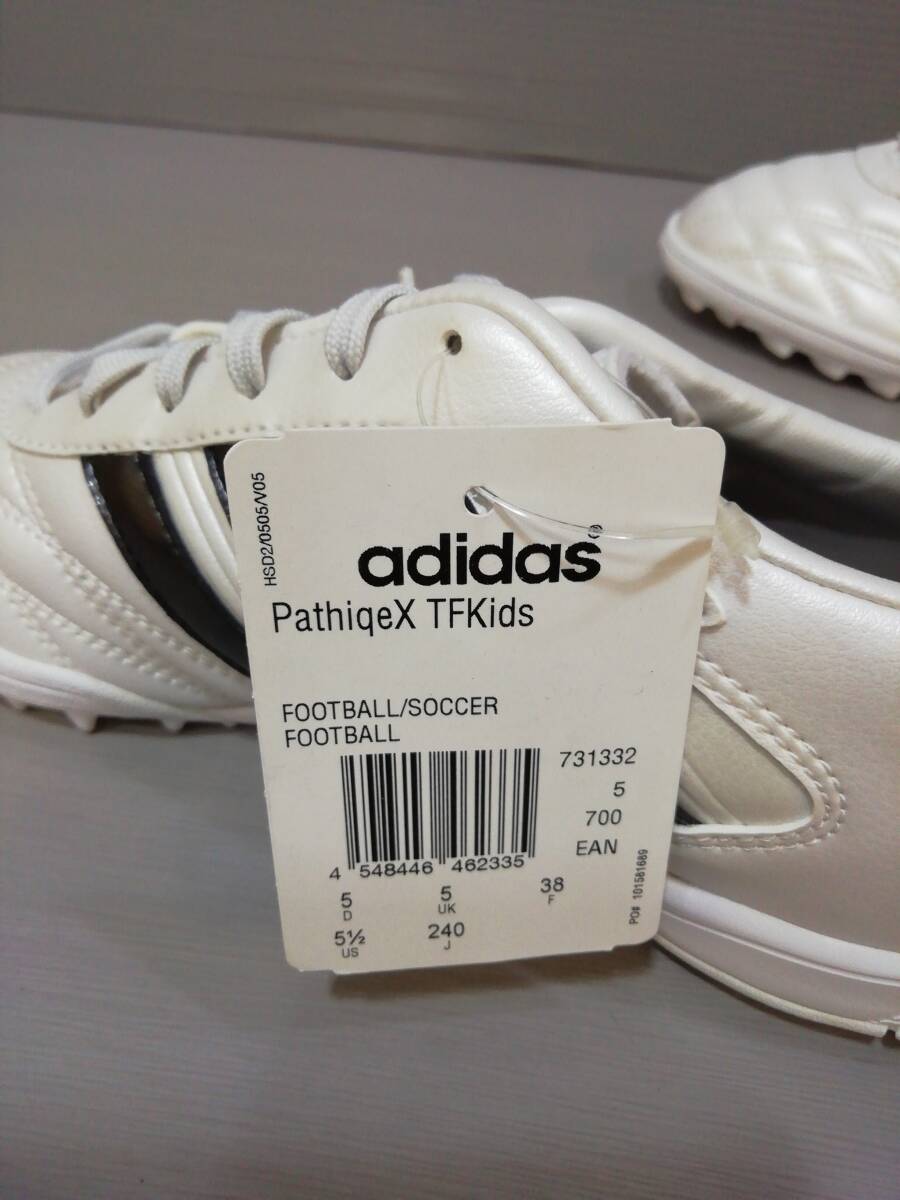 HSD2/0505/V05
adidas®
PathiqeX TFKids
FOOTBALL/SOCCER
FOOTBALL
731332
5
700
EAN
4 548446 462335
5 D 5 UK 38 F
5½ US 240 J
PO# 101581689